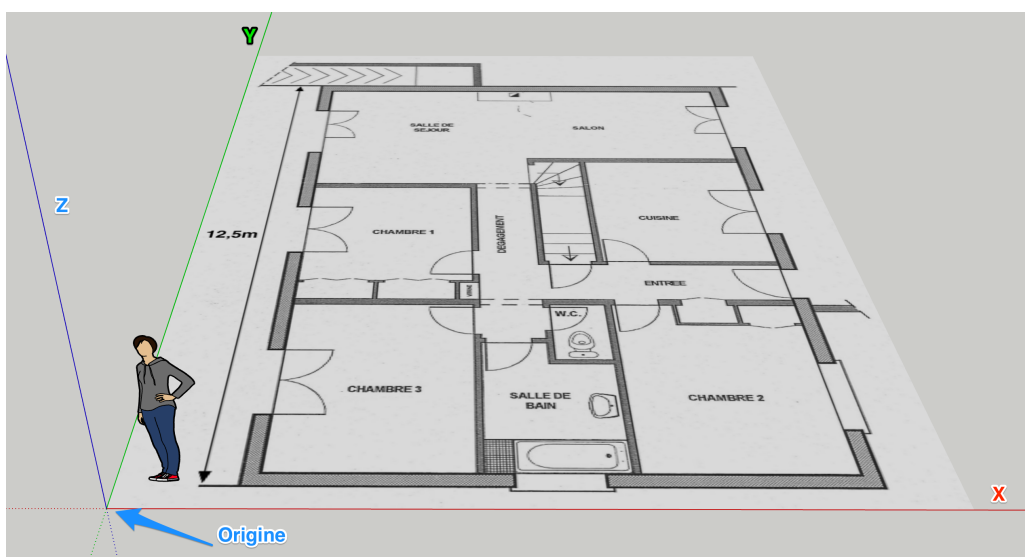 Y
SALLE DE
SEJOUR
SALON
Z
12,5m
CHAMBRE 1
DEGAGEMENT
CUISINE
ENTREE
W.C.
CHAMBRE 3
SALLE DE
BAIN
CHAMBRE 2
X
Origine